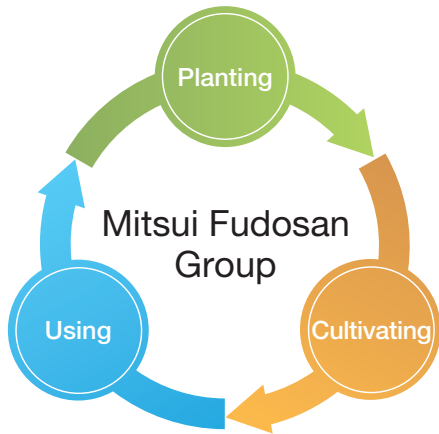 Planting
Mitsui Fudosan
Group
Using
Cultivating